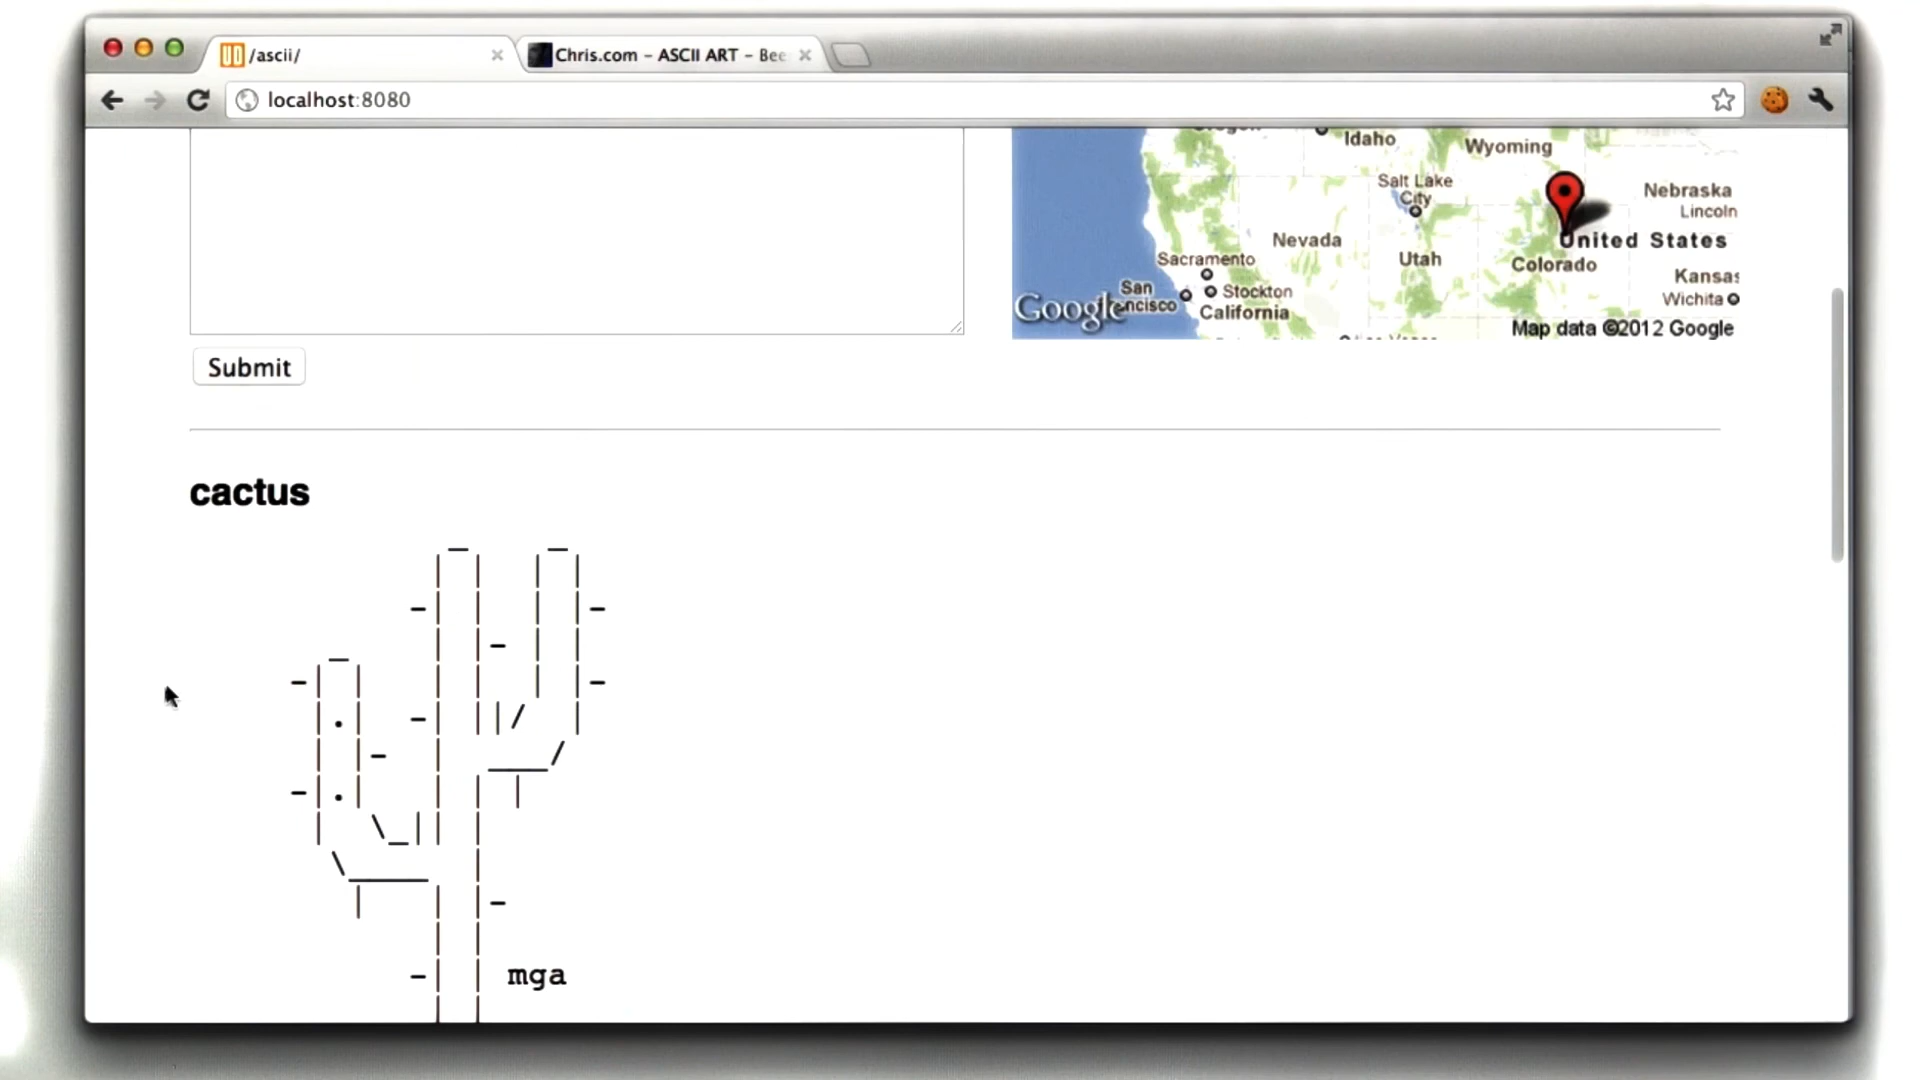 /ascii/
Chris.com – ASCII ART – Bee
localhost:8080
Idaho
Wyoming
Salt Lake
City
Nebraska
Lincoln
United States
Nevada
Utah
Colorado
Sacramento
Kansas
Wichita
San
Stockton
Google
ncisco
California
Map data ©2012 Google
Submit
cactus
mga